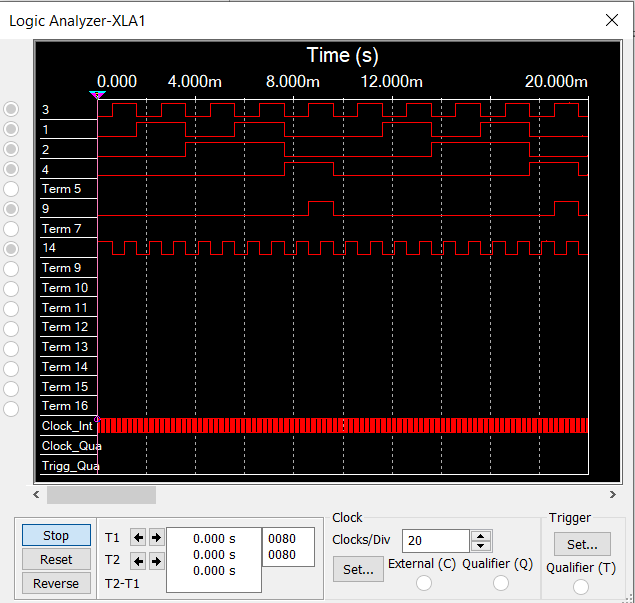 Logic Analyzer-XLA1
Time (s)
0.000 4.000m 8.000m 12.000m 20.000m
3
1
2
4
Term 5
9
Term 7
14
Term 9
Term 10
Term 11
Term 12
Term 13
Term 14
Term 15
Term 16
Clock_Int
Clock_Qua
Trigg_Qua
Stop
Reset
Reverse
T1
T2
T2-T1
0.000 s 0080
0.000 s 0080
0.000 s
Clock
Clocks/Div 20
Set...
External (C) Qualifier (Q)
Trigger
Set...
Qualifier (T)